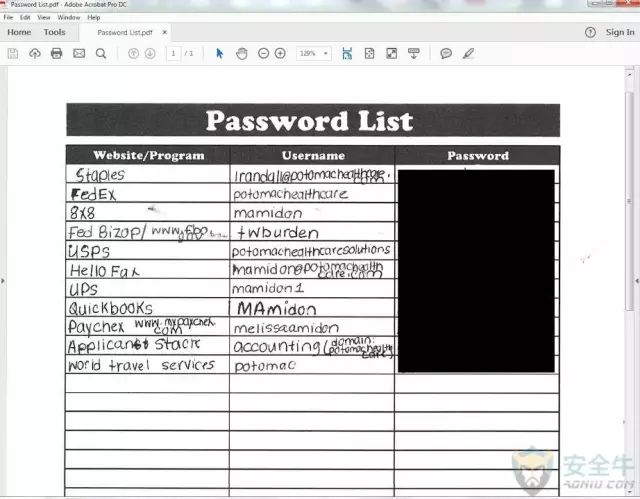 Password List.pdf - Adobe Acrobat Pro DC
File Edit View Window Help
Home Tools Password List.pdf × Sign In
1 / 1 129%
Password List
Website/Program Username Password
Staples lrandall@potomachealthcare.
FedEx potomachealthcare
8x8 mamidon
Fed Bizop/ www.fbo. twburden
USPS potomachealthcaresolutions
Hello Fax mamidon@potomachealthcare.com
UPS mamidon1
Quickbooks MAmidon
Paychex www.mypaychex.com melissaamidon
Applicant Stack accounting (domain: potomachealthcare)
world travel services potomac
安全牛
AQNIU.COM